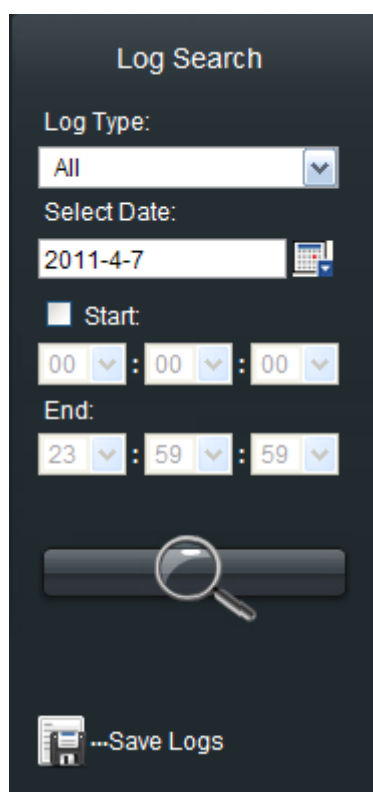 Log Search
Log Type:
All
Select Date:
2011-4-7
Start:
00 : 00 : 00
End:
23 : 59 : 59
···Save Logs